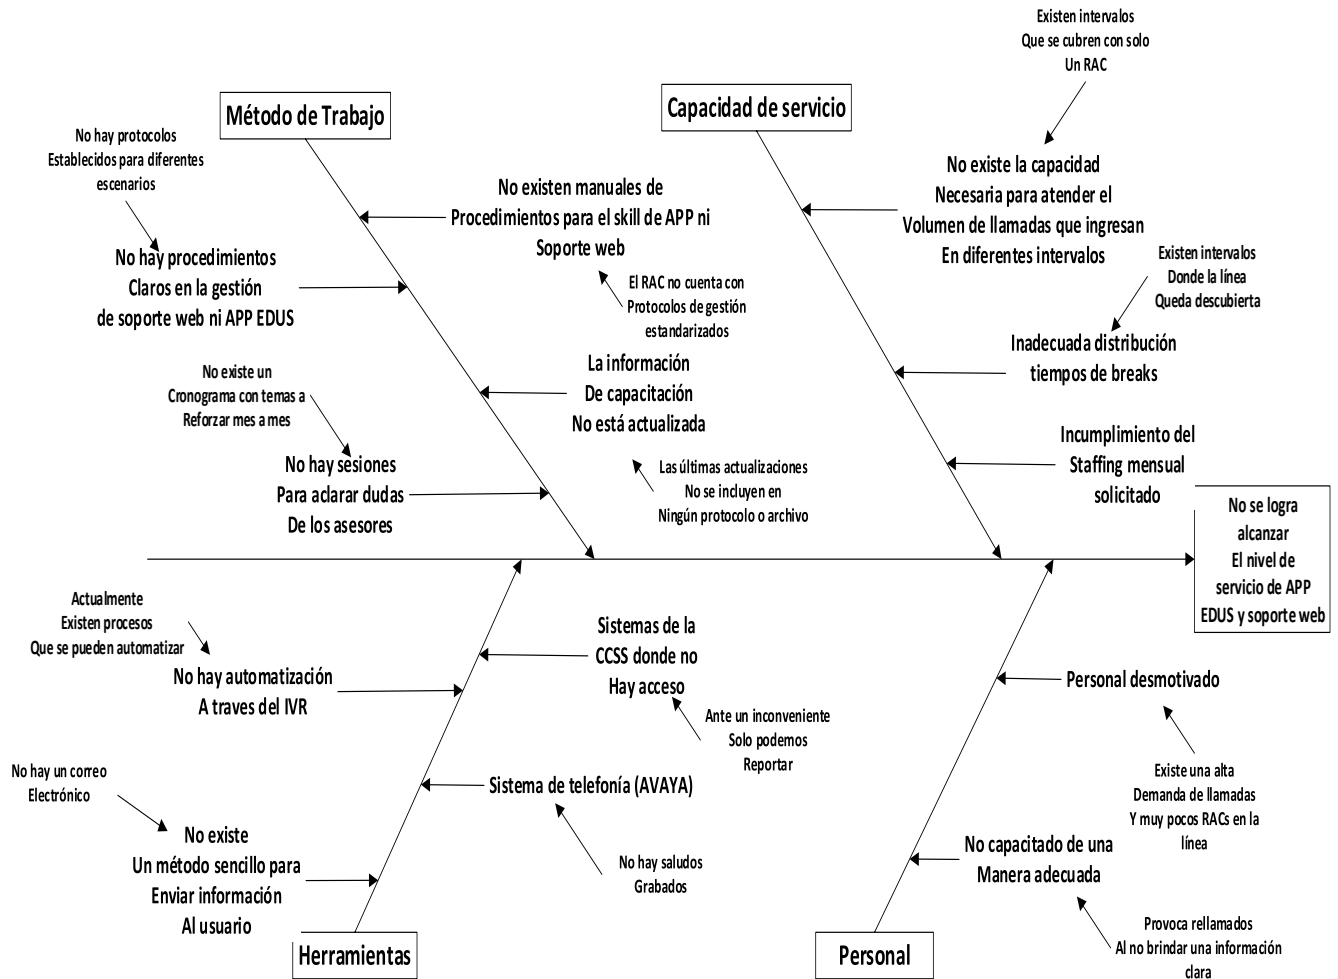 Existen intervalos
Que se cubren con solo
Un RAC
Método de Trabajo
Capacidad de servicio
No hay protocolos
Establecidos para diferentes
escenarios
No existen manuales de
Procedimientos para el skill de APP ni
Soporte web
No existe la capacidad
Necesaria para atender el
Volumen de llamadas que ingresan
En diferentes intervalos
No hay procedimientos
Claros en la gestión
de soporte web ni APP EDUS
El RAC no cuenta con
Protocolos de gestión
estandarizados
Existen intervalos
Donde la línea
Queda descubierta
Inadecuada distribución
tiempos de breaks
No existe un
Cronograma con temas a
Reforzar mes a mes
La información
De capacitación
No está actualizada
No hay sesiones
Para aclarar dudas
De los asesores
Las últimas actualizaciones
No se incluyen en
Ningún protocolo o archivo
Incumplimiento del
Staffing mensual
solicitado
No se logra
alcanzar
El nivel de
servicio de APP
EDUS y soporte web
Actualmente
Existen procesos
Que se pueden automatizar
No hay automatización
A traves del IVR
Sistemas de la
CCSS donde no
Hay acceso
Ante un inconveniente
Solo podemos
Reportar
Personal desmotivado
Existe una alta
Demanda de llamadas
Y muy pocos RACs en la
línea
No hay un correo
Electrónico
Sistema de telefonía (AVAYA)
No hay saludos
Grabados
No existe
Un método sencillo para
Enviar información
Al usuario
No capacitado de una
Manera adecuada
Provoca rellamados
Al no brindar una información
clara
Herramientas
Personal